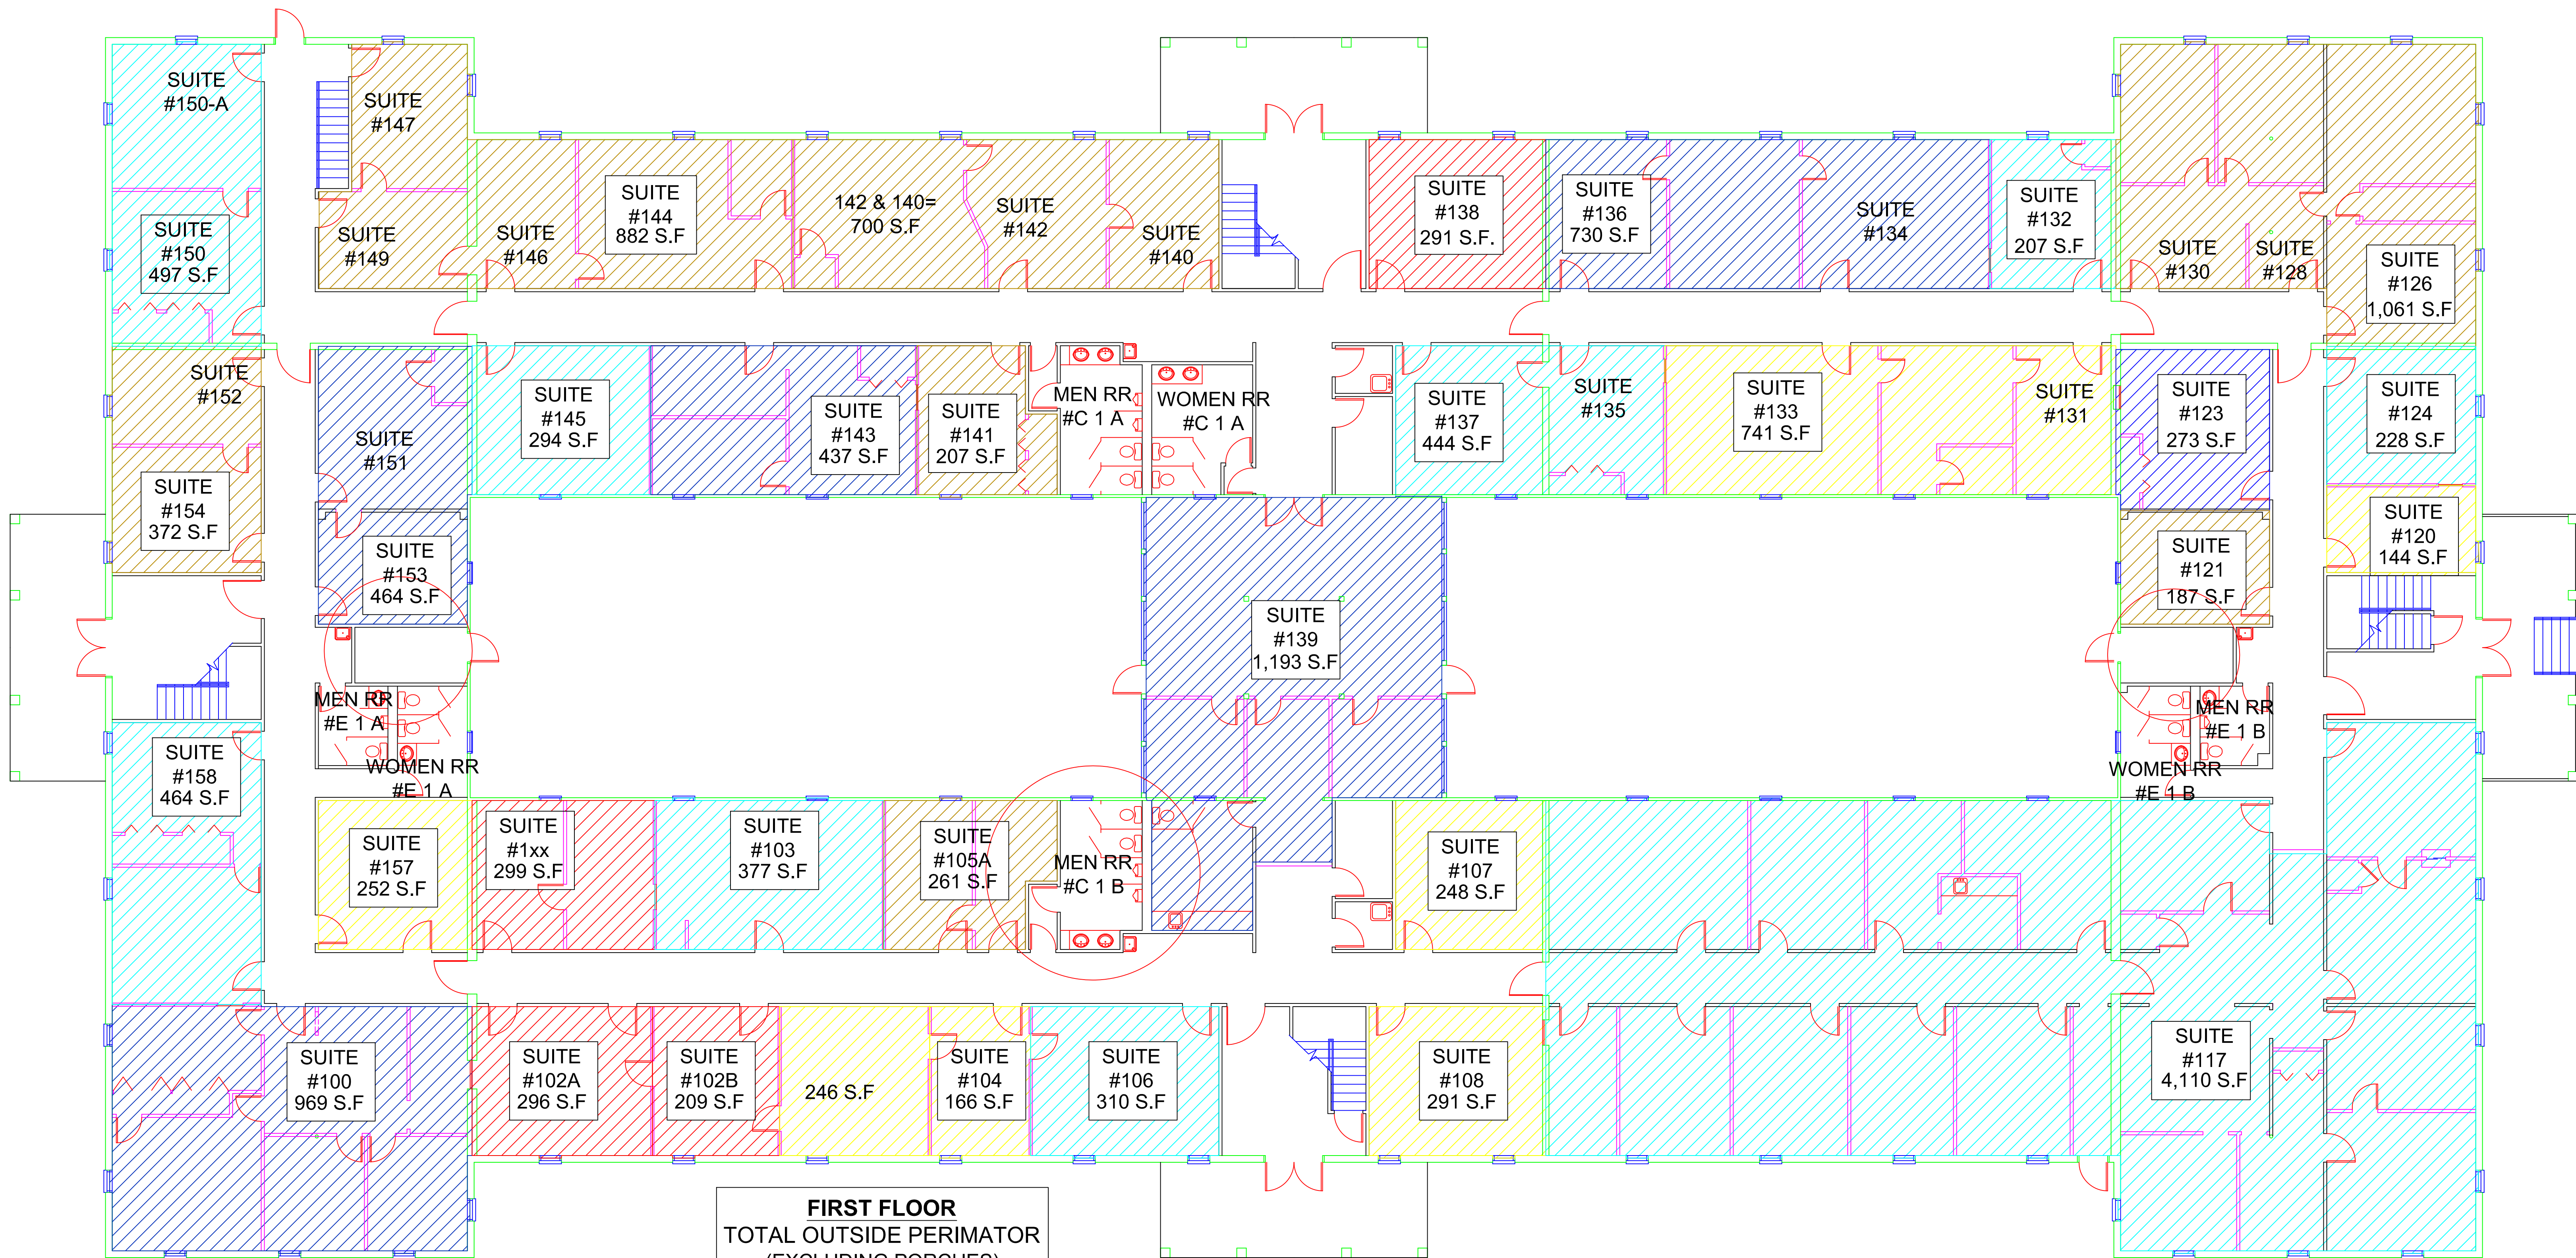 SUITE
#150-A
SUITE
#147
SUITE
#150
497 S.F
SUITE
#149
SUITE
#146
SUITE
#144
882 S.F
142 & 140=
700 S.F
SUITE
#142
SUITE
#140
SUITE
#138
291 S.F.
SUITE
#136
730 S.F
SUITE
#134
SUITE
#132
207 S.F
SUITE
#130
SUITE
#128
SUITE
#126
1,061 S.F
SUITE
#152
SUITE
#154
372 S.F
SUITE
#151
SUITE
#153
464 S.F
SUITE
#145
294 S.F
SUITE
#143
437 S.F
SUITE
#141
207 S.F
MEN RR
#C 1 A
WOMEN RR
#C 1 A
SUITE
#137
444 S.F
SUITE
#135
SUITE
#133
741 S.F
SUITE
#131
SUITE
#123
273 S.F
SUITE
#124
228 S.F
SUITE
#121
187 S.F
SUITE
#120
144 S.F
SUITE
#139
1,193 S.F
MEN RR
#E 1 A
WOMEN RR
#E 1 A
MEN RR
#E 1 B
WOMEN RR
#E 1 B
SUITE
#158
464 S.F
SUITE
#157
252 S.F
SUITE
#1xx
299 S.F
SUITE
#103
377 S.F
SUITE
#105A
261 S.F
MEN RR
#C 1 B
SUITE
#107
248 S.F
SUITE
#100
969 S.F
SUITE
#102A
296 S.F
SUITE
#102B
209 S.F
246 S.F
SUITE
#104
166 S.F
SUITE
#106
310 S.F
SUITE
#108
291 S.F
SUITE
#117
4,110 S.F
FIRST FLOOR
TOTAL OUTSIDE PERIMATOR
(EXCLUDING PORCHES)